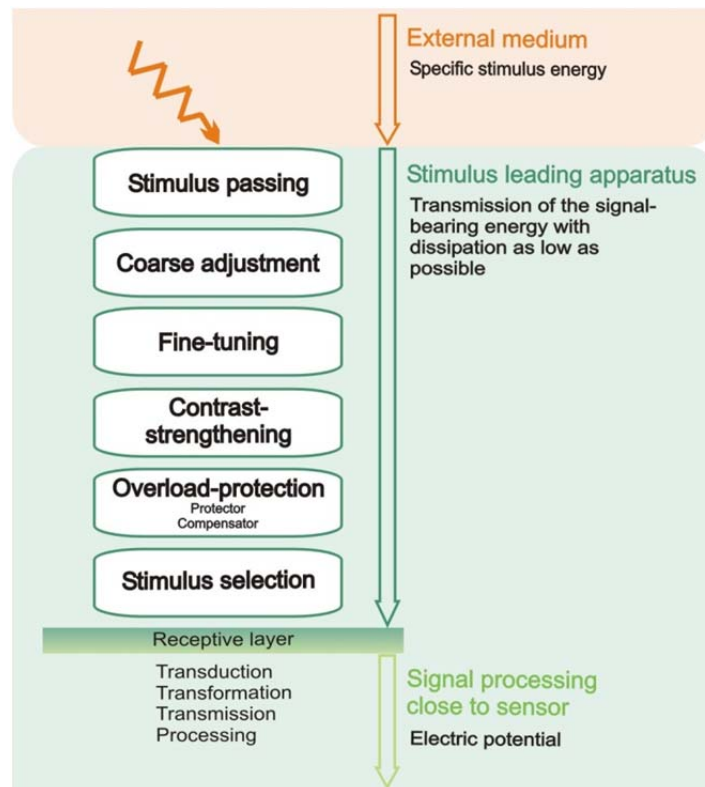 External medium
Specific stimulus energy
Stimulus passing
Coarse adjustment
Fine-tuning
Contrast-
strengthening
Overload-protection
Protector
Compensator
Stimulus selection
Stimulus leading apparatus
Transmission of the signal-
bearing energy with
dissipation as low as
possible
Receptive layer
Transduction
Transformation
Transmission
Processing
Signal processing
close to sensor
Electric potential